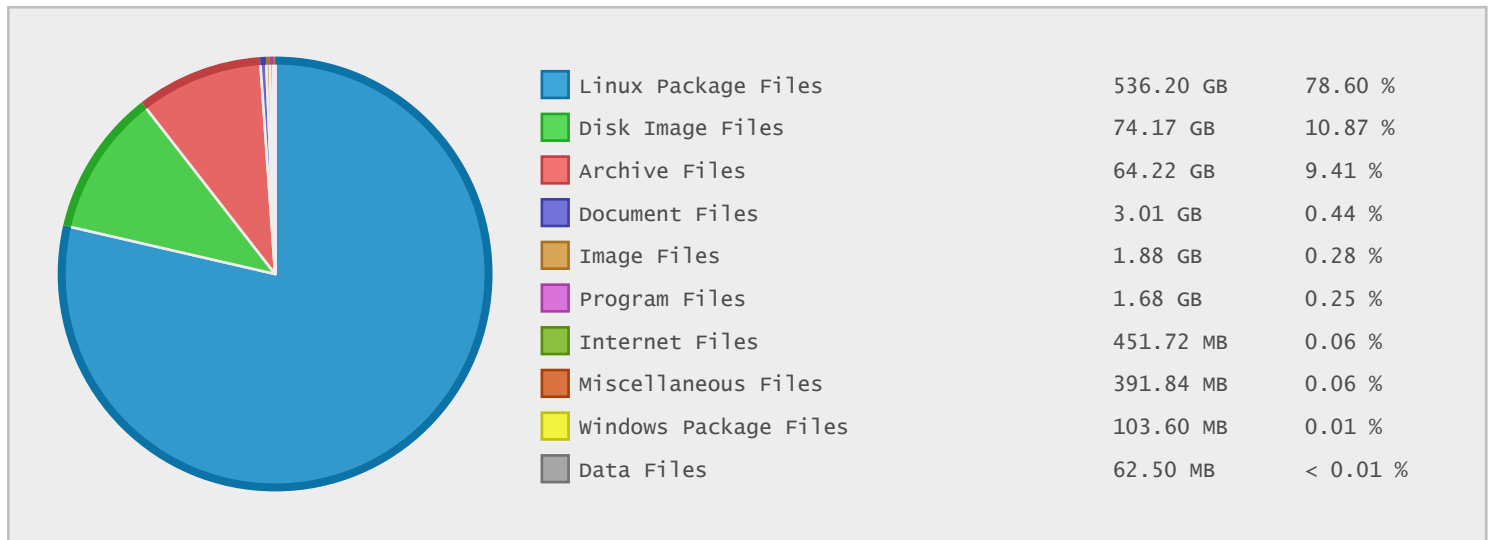 Linux Package Files 536.20 GB 78.60 %
Disk Image Files 74.17 GB 10.87 %
Archive Files 64.22 GB 9.41 %
Document Files 3.01 GB 0.44 %
Image Files 1.88 GB 0.28 %
Program Files 1.68 GB 0.25 %
Internet Files 451.72 MB 0.06 %
Miscellaneous Files 391.84 MB 0.06 %
Windows Package Files 103.60 MB 0.01 %
Data Files 62.50 MB < 0.01 %